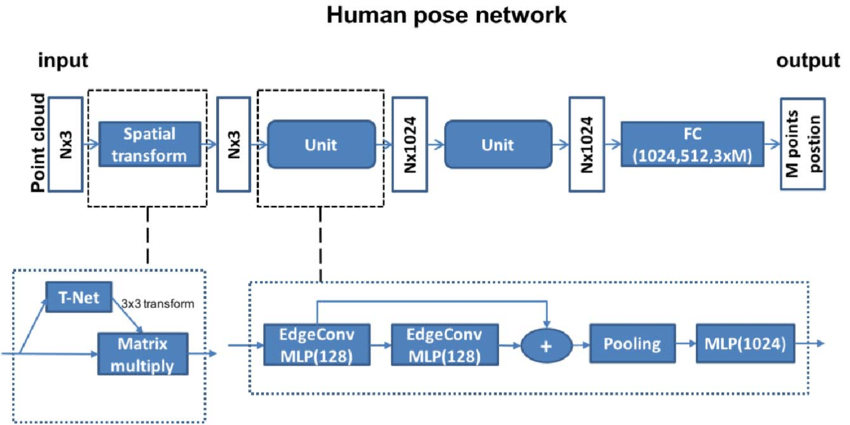 Human pose network
input
output
Point cloud
Nx3
Spatial
transform
Nx3
Unit
Nx1024
Unit
Nx1024
FC
(1024,512,3xM)
M points
postion
T-Net
3x3 transform
Matrix
multiply
EdgeConv
MLP(128)
EdgeConv
MLP(128)
+
Pooling
MLP(1024)